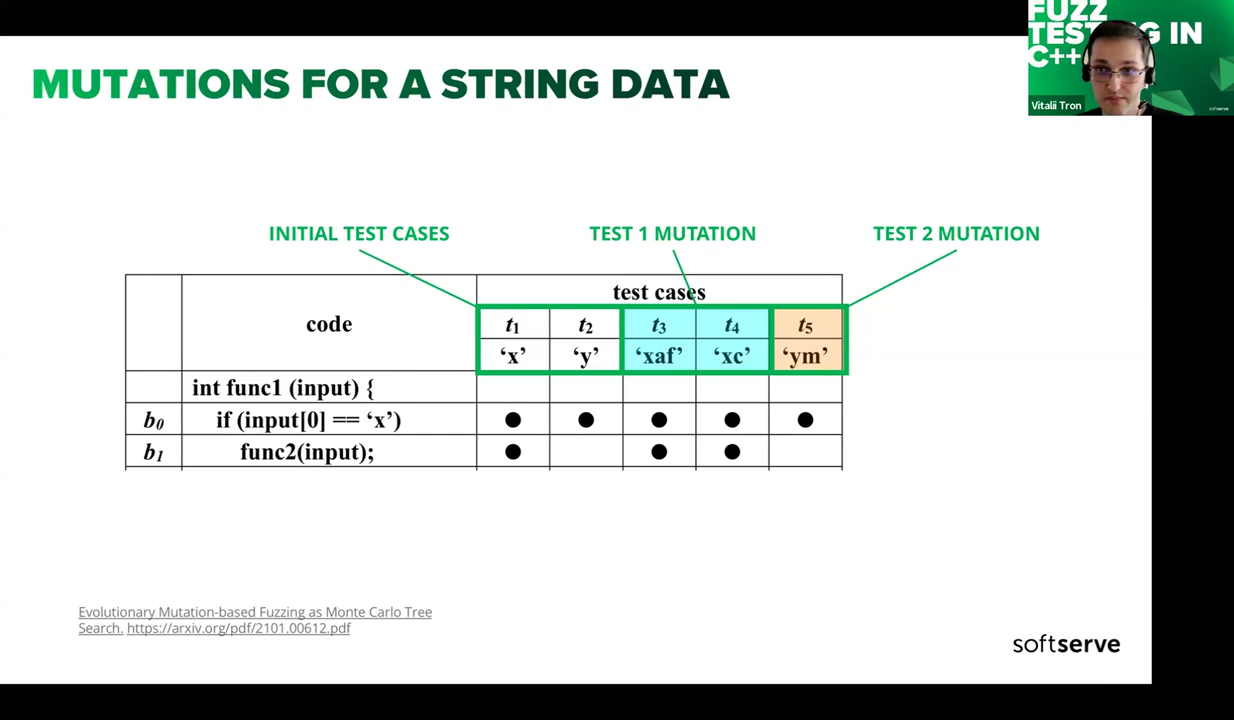 FUZZ
TESTING IN
C++
Vitalii Tron
softserve
MUTATIONS FOR A STRING DATA
INITIAL TEST CASES
TEST 1 MUTATION
TEST 2 MUTATION
test cases
code
t₁ t₂ t₃ t₄ t₅
‘x’ ‘y’ ‘xaf’ ‘xc’ ‘ym’
int func1 (input) {
b₀ if (input[0] == ‘x’) ● ● ● ● ●
b₁ func2(input); ● ● ●
Evolutionary Mutation-based Fuzzing as Monte Carlo Tree
Search. https://arxiv.org/pdf/2101.00612.pdf
softserve